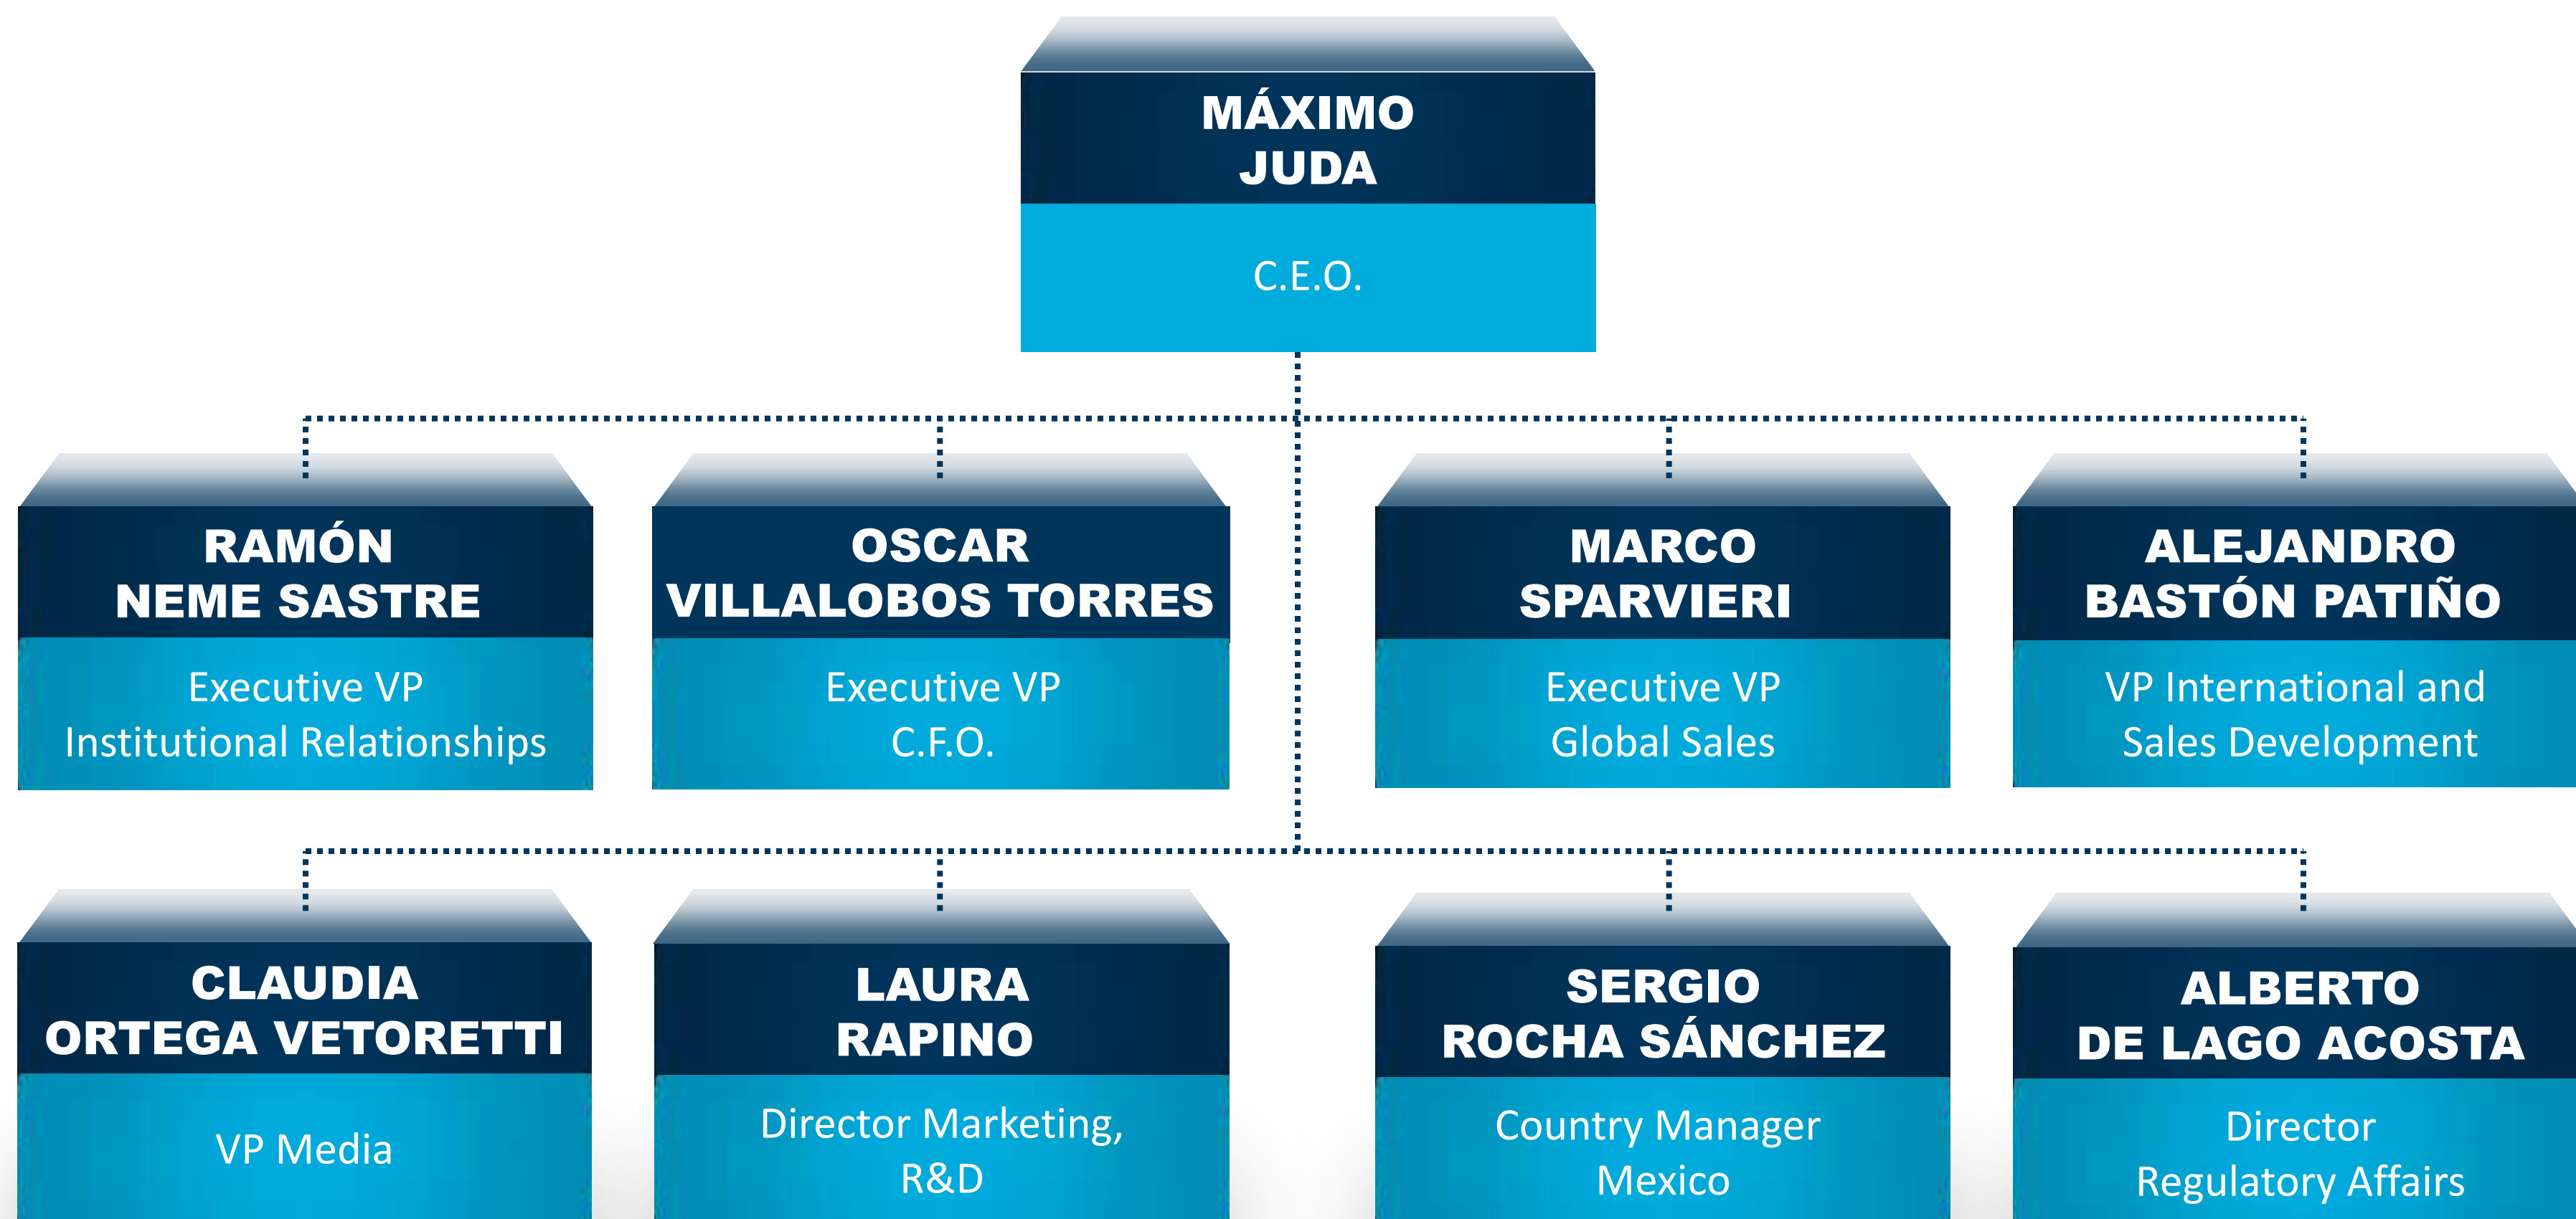 MÁXIMO
JUDA
C.E.O.
RAMÓN
NEME SASTRE
Executive VP
Institutional Relationships
OSCAR
VILLALOBOS TORRES
Executive VP
C.F.O.
MARCO
SPARVIERI
Executive VP
Global Sales
ALEJANDRO
BASTÓN PATIÑO
VP International and
Sales Development
CLAUDIA
ORTEGA VETORETTI
VP Media
LAURA
RAPINO
Director Marketing,
R&D
SERGIO
ROCHA SÁNCHEZ
Country Manager
Mexico
ALBERTO
DE LAGO ACOSTA
Director
Regulatory Affairs